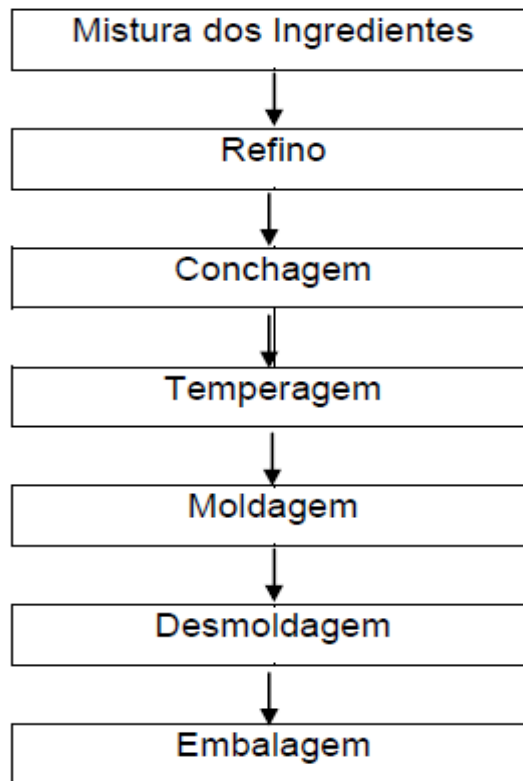 Mistura dos Ingredientes
Refino
Conchagem
Temperagem
Moldagem
Desmoldagem
Embalagem